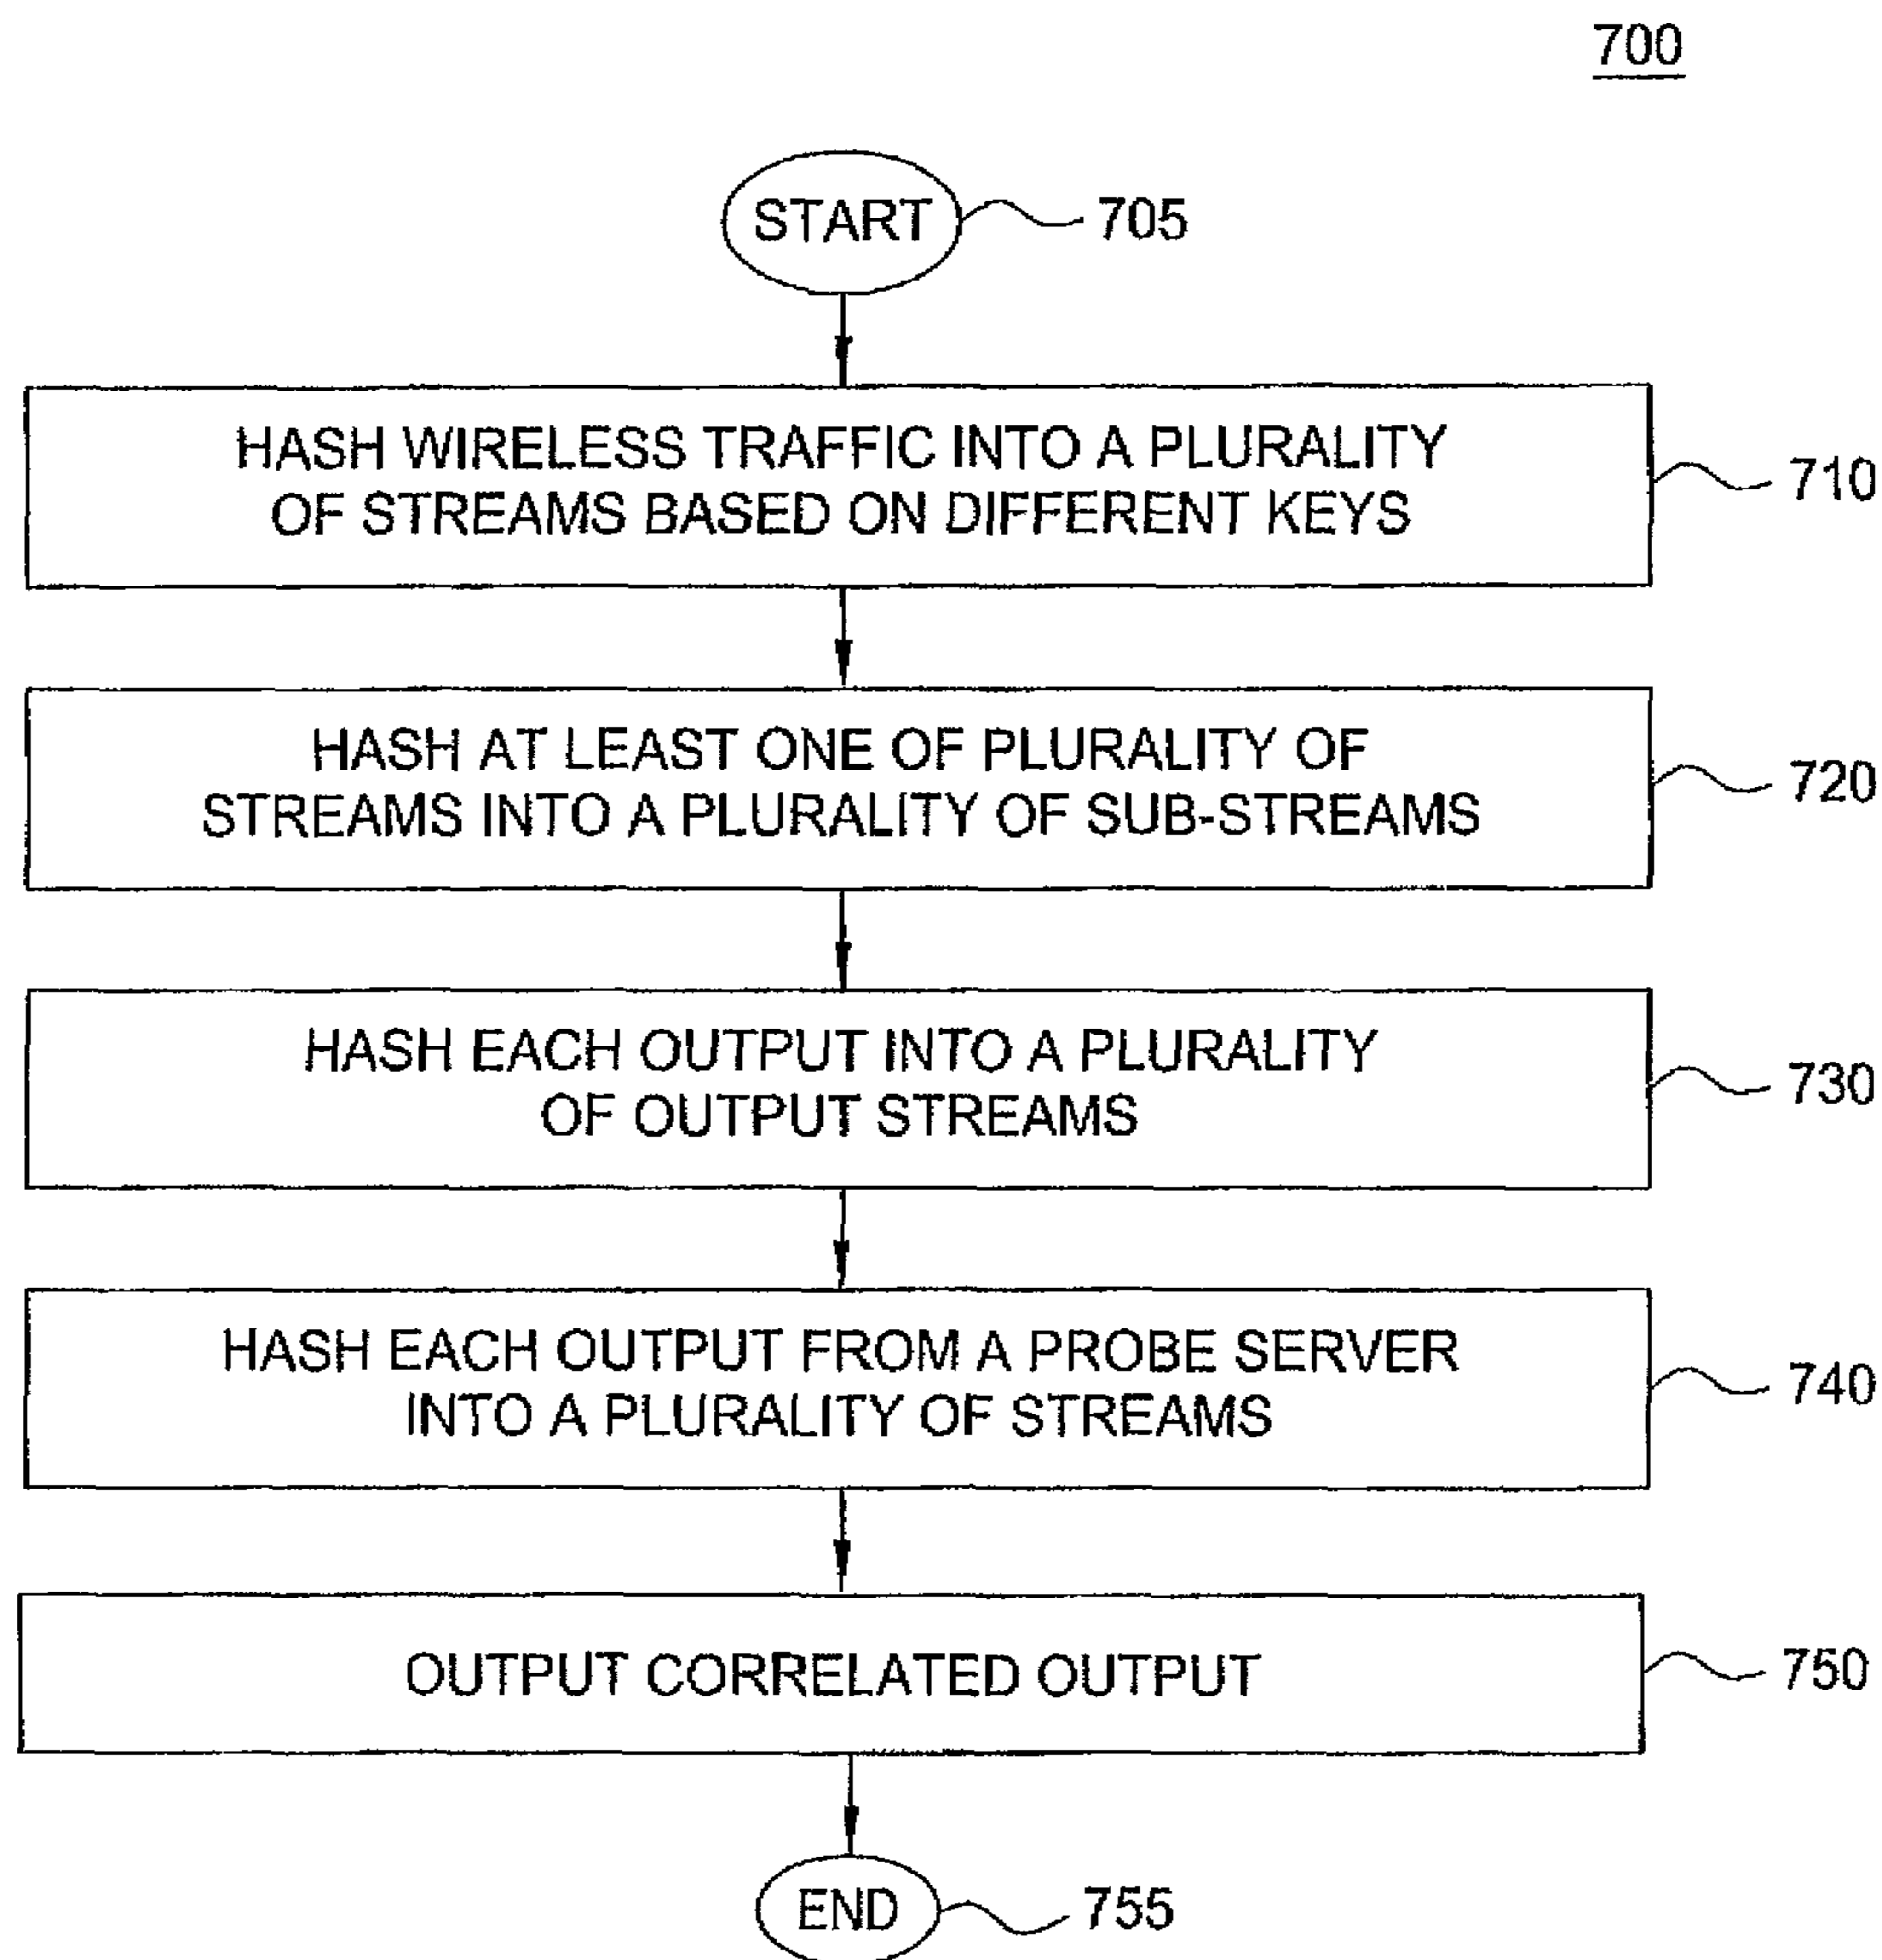 700
START
705
HASH WIRELESS TRAFFIC INTO A PLURALITY
OF STREAMS BASED ON DIFFERENT KEYS
710
HASH AT LEAST ONE OF PLURALITY OF
STREAMS INTO A PLURALITY OF SUB-STREAMS
720
HASH EACH OUTPUT INTO A PLURALITY
OF OUTPUT STREAMS
730
HASH EACH OUTPUT FROM A PROBE SERVER
INTO A PLURALITY OF STREAMS
740
OUTPUT CORRELATED OUTPUT
750
END
755